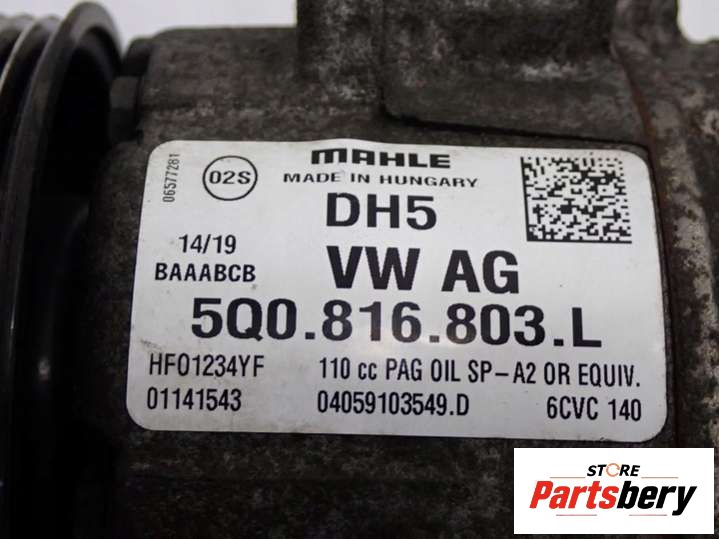 MAHLE
MADE IN HUNGARY
06577281
02S
DH5
14/19
BAAABCB
VW AG
5Q0.816.803.L
HFO1234YF 110 cc PAG OIL SP-A2 OR EQUIV.
01141543 04059103549.D 6CVC 140
STORE
Partsbery